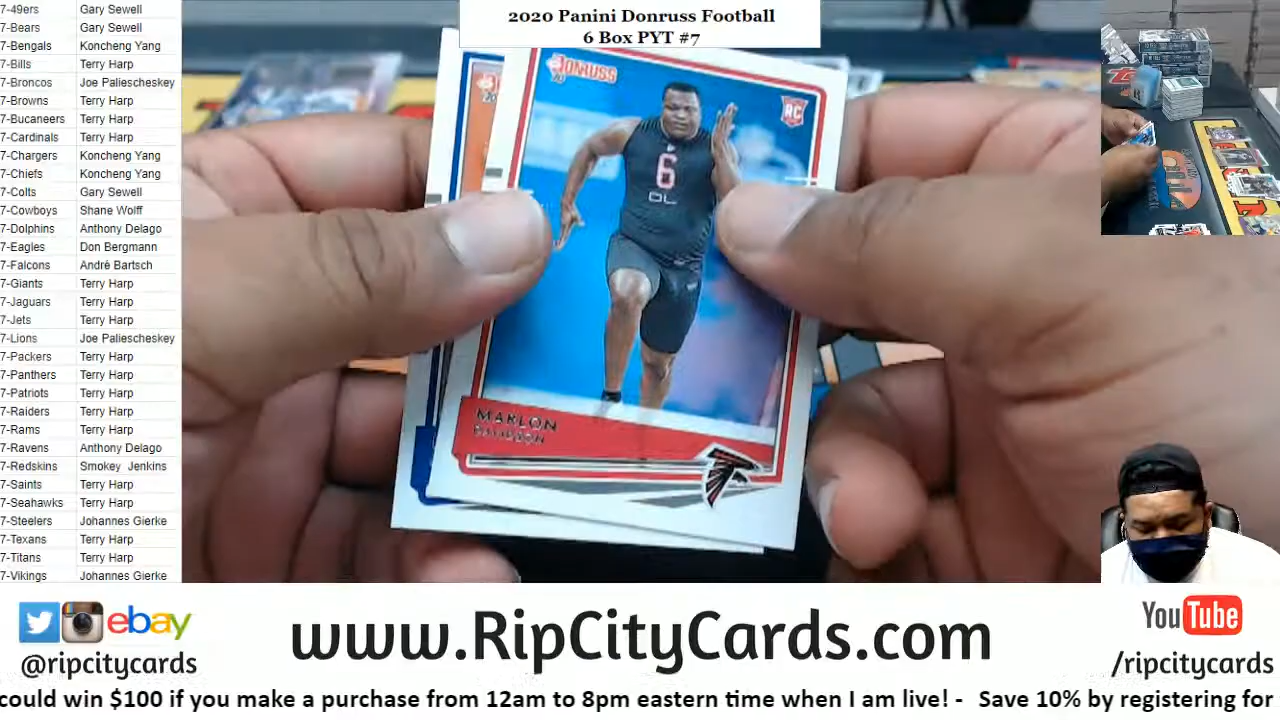 2020 Panini Donruss Football
6 Box PYT #7
7-49ers Gary Sewell
7-Bears Gary Sewell
7-Bengals Koncheng Yang
7-Bills Terry Harp
7-Broncos Joe Paliescheskey
7-Browns Terry Harp
7-Bucaneers Terry Harp
7-Cardinals Terry Harp
7-Chargers Koncheng Yang
7-Chiefs Koncheng Yang
7-Colts Gary Sewell
7-Cowboys Shane Wolff
7-Dolphins Anthony Delago
7-Eagles Don Bergmann
7-Falcons Andrè Bartsch
7-Giants Terry Harp
7-Jaguars Terry Harp
7-Jets Terry Harp
7-Lions Joe Paliescheskey
7-Packers Terry Harp
7-Panthers Terry Harp
7-Patriots Terry Harp
7-Raiders Terry Harp
7-Rams Terry Harp
7-Ravens Anthony Delago
7-Redskins Smokey Jenkins
7-Saints Terry Harp
7-Seahawks Terry Harp
7-Steelers Johannes Gierke
7-Texans Terry Harp
7-Titans Terry Harp
7-Vikings Johannes Gierke
DONRUSS
20
RC
6
DL
MARLON
DAVIDSON
20
ebay
@ripcitycards
www.RipCityCards.com
YouTube
/ripcitycards
could win $100 if you make a purchase from 12am to 8pm eastern time when I am live! - Save 10% by registering for